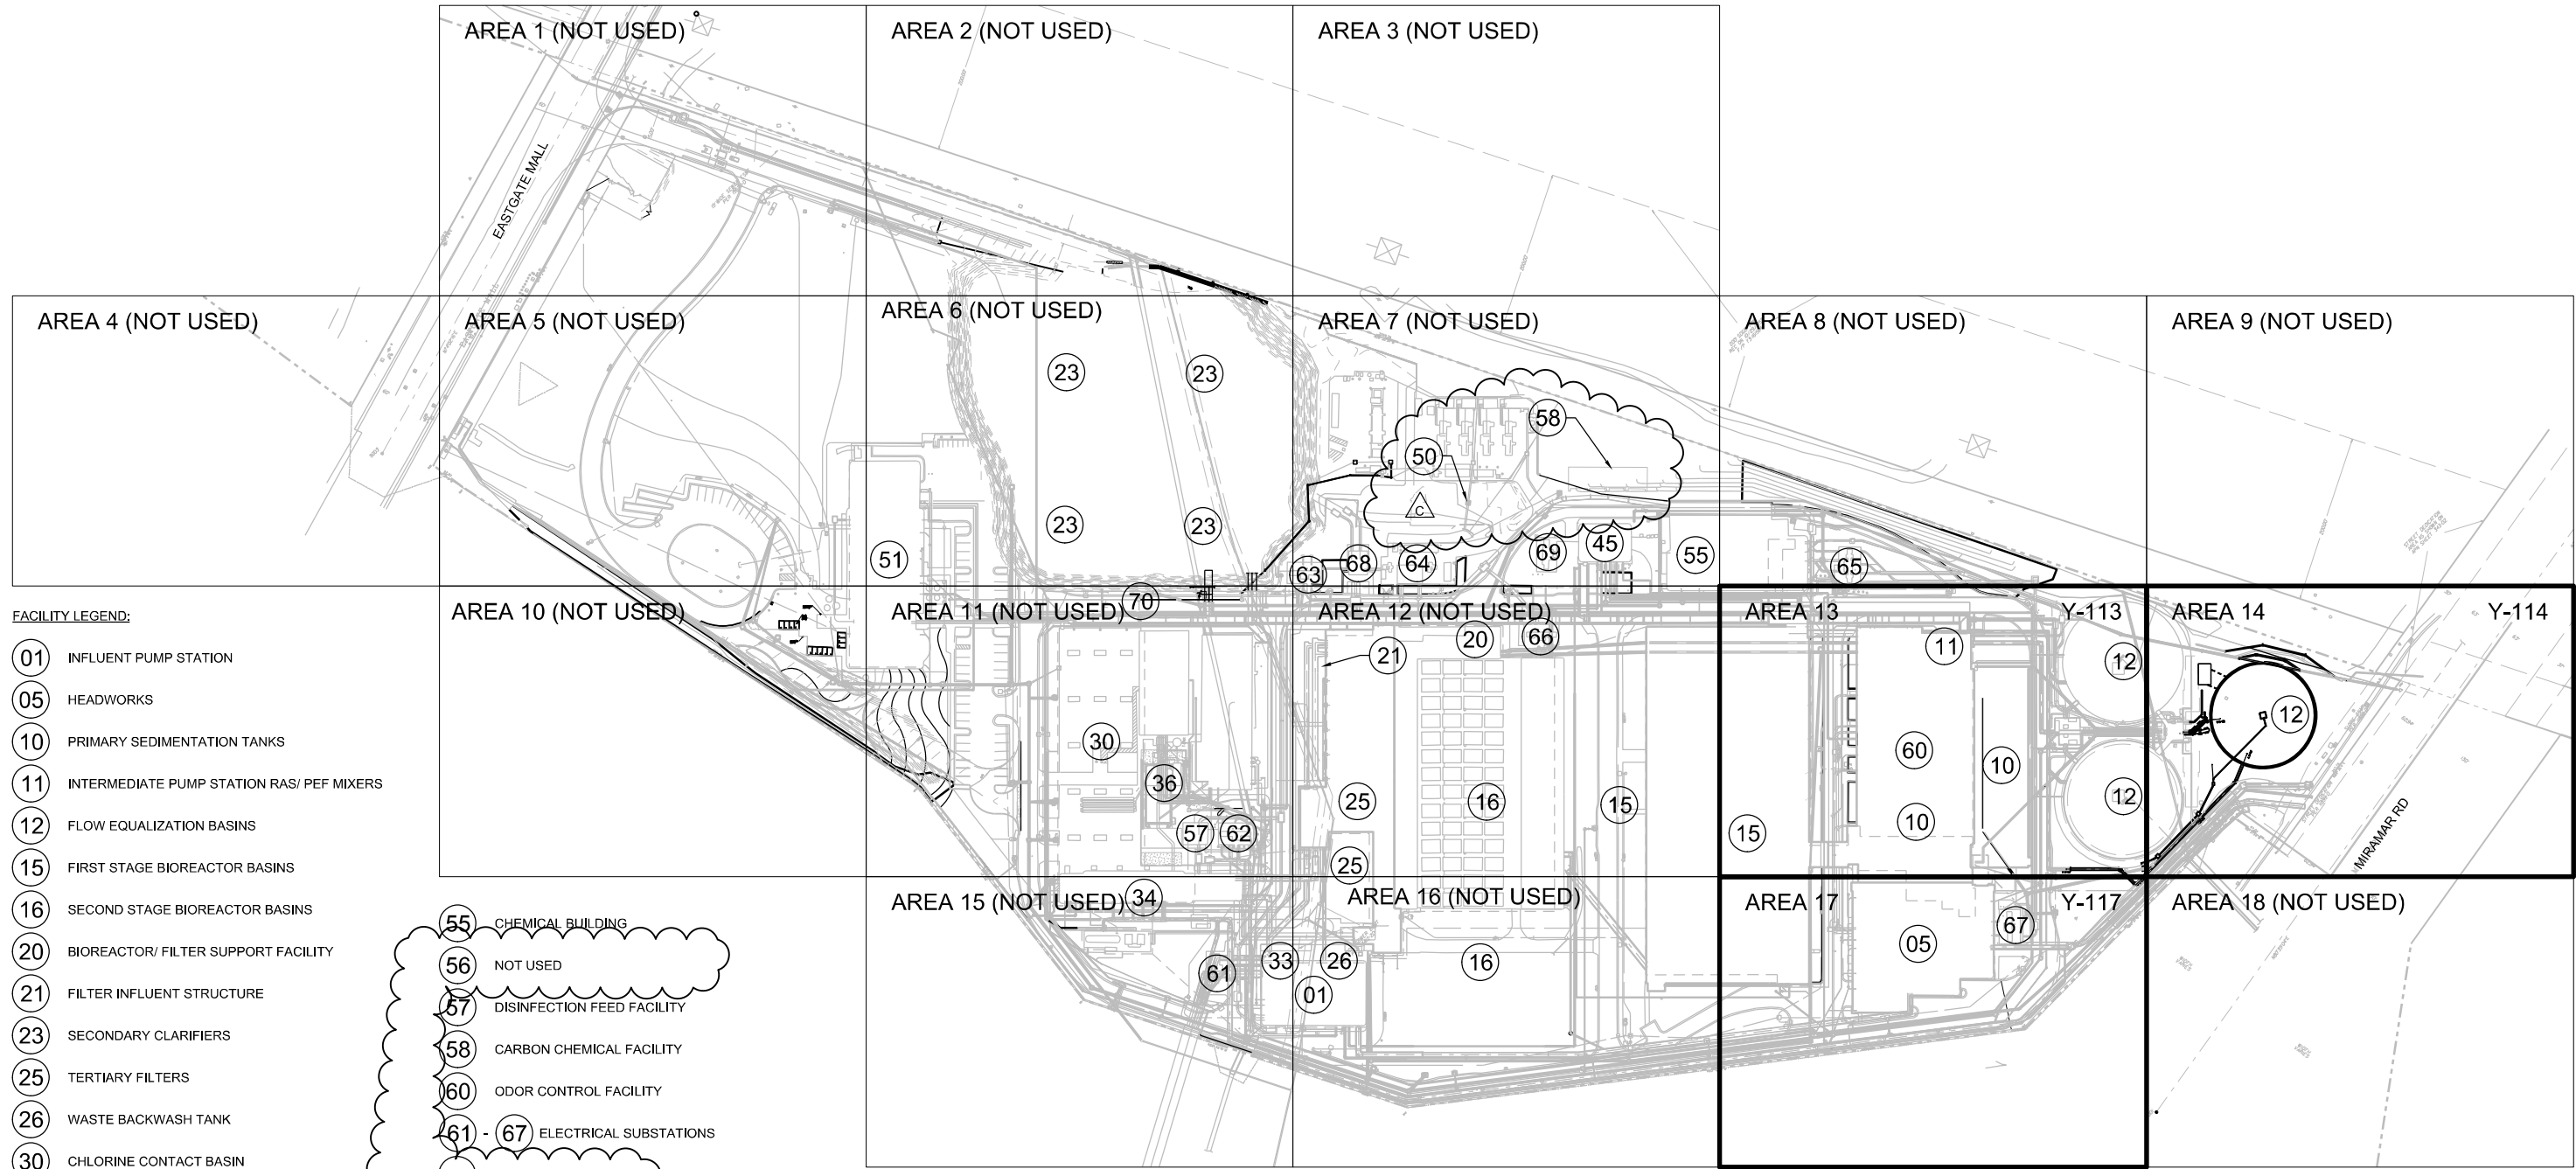 AREA 1 (NOT USED)
AREA 2 (NOT USED)
AREA 3 (NOT USED)
EASTGATE MALL
AREA 4 (NOT USED)
AREA 5 (NOT USED)
AREA 6 (NOT USED)
AREA 7 (NOT USED)
AREA 8 (NOT USED)
AREA 9 (NOT USED)
23
23
58
50
C
23
23
51
63
68
64
69
45
55
65
70
AREA 10 (NOT USED)
AREA 11 (NOT USED)
AREA 12 (NOT USED)
AREA 13
Y-113
AREA 14
Y-114
21
20
66
11
12
12
30
36
57
62
25
16
15
25
15
60
10
10
12
MIRAMAR RD
AREA 15 (NOT USED)
AREA 16 (NOT USED)
AREA 17
Y-117
AREA 18 (NOT USED)
34
61
33
26
01
16
05
67
FACILITY LEGEND:
01 INFLUENT PUMP STATION
05 HEADWORKS
10 PRIMARY SEDIMENTATION TANKS
11 INTERMEDIATE PUMP STATION RAS/ PEF MIXERS
12 FLOW EQUALIZATION BASINS
15 FIRST STAGE BIOREACTOR BASINS
16 SECOND STAGE BIOREACTOR BASINS
20 BIOREACTOR/ FILTER SUPPORT FACILITY
21 FILTER INFLUENT STRUCTURE
23 SECONDARY CLARIFIERS
25 TERTIARY FILTERS
26 WASTE BACKWASH TANK
30 CHLORINE CONTACT BASIN
55 CHEMICAL BUILDING
56 NOT USED
57 DISINFECTION FEED FACILITY
58 CARBON CHEMICAL FACILITY
60 ODOR CONTROL FACILITY
61 - 67 ELECTRICAL SUBSTATIONS